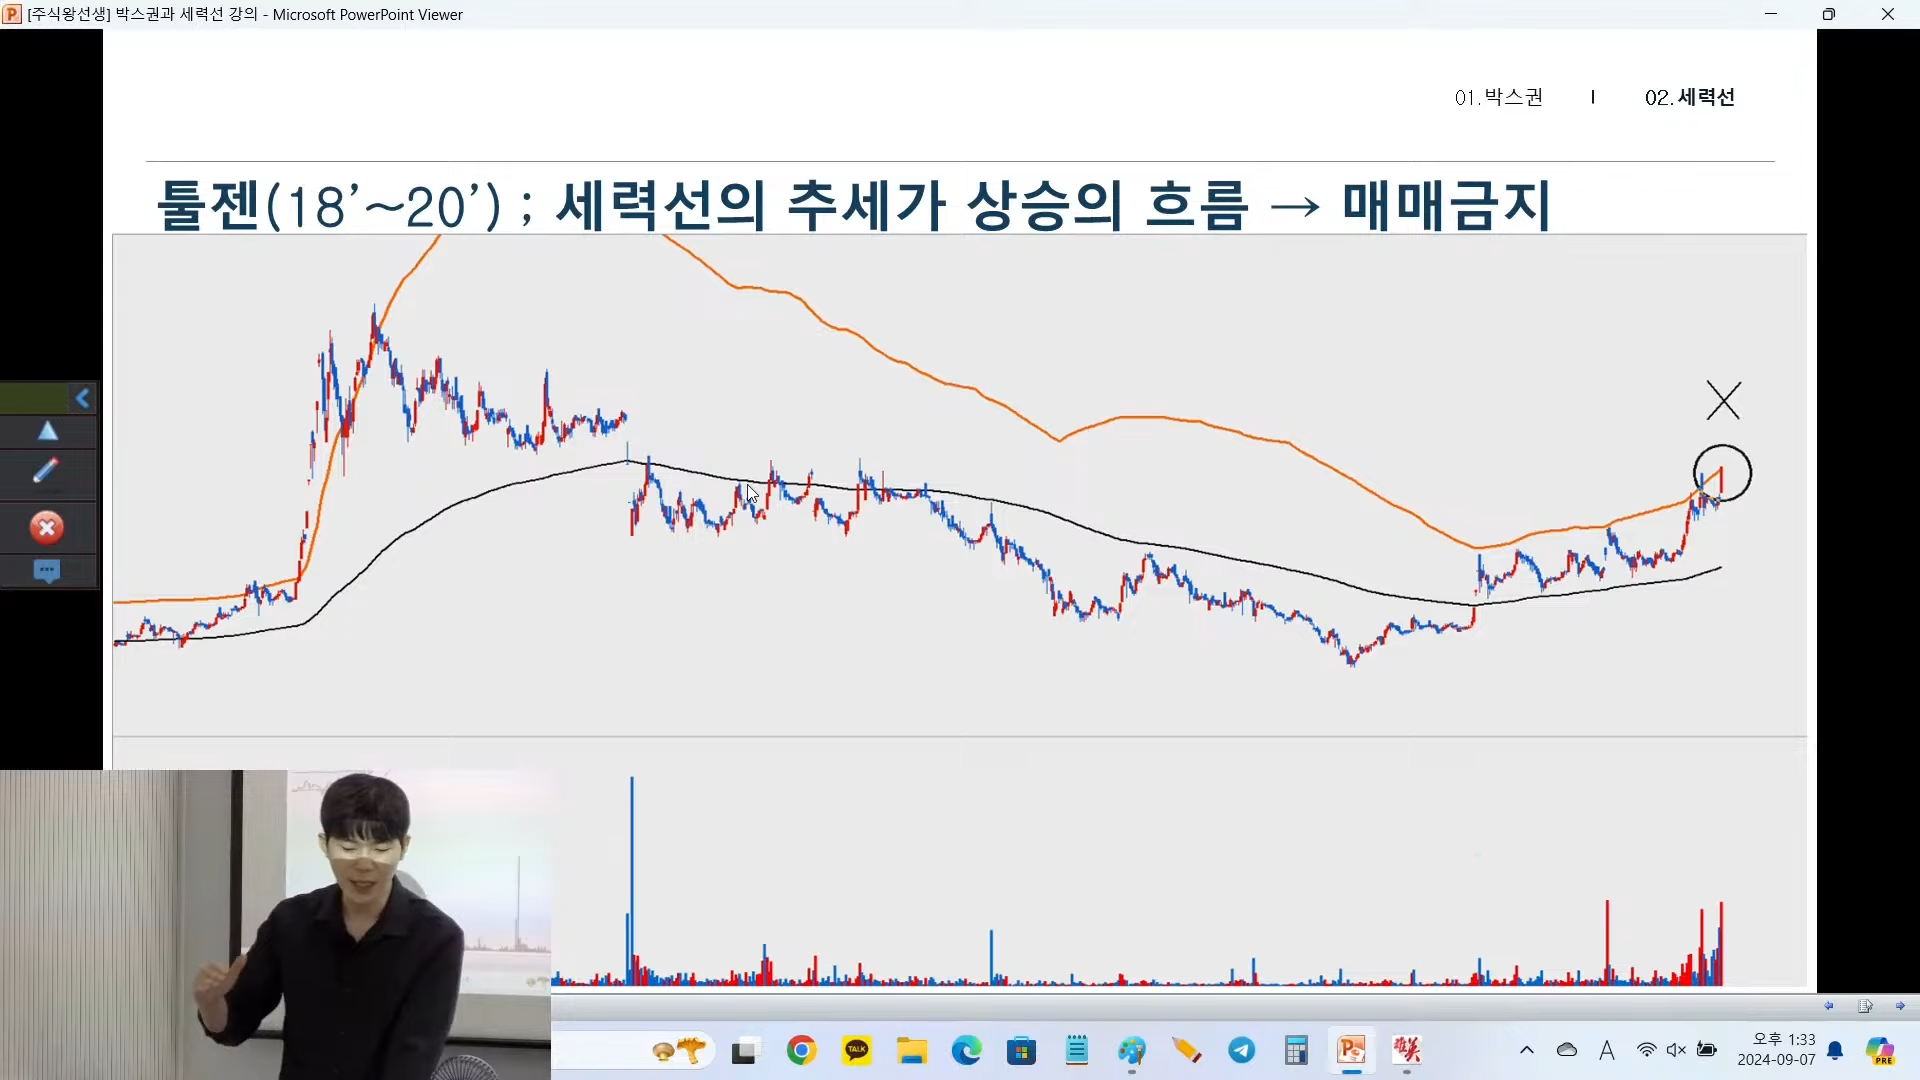 [주식왕선생] 박스권과 세력선 강의 - Microsoft PowerPoint Viewer
01.박스권 I 02.세력선
툴젠(18’~20’) ; 세력선의 추세가 상승의 흐름 → 매매금지
TALK
A
오후 1:33
2024-09-07
PRE